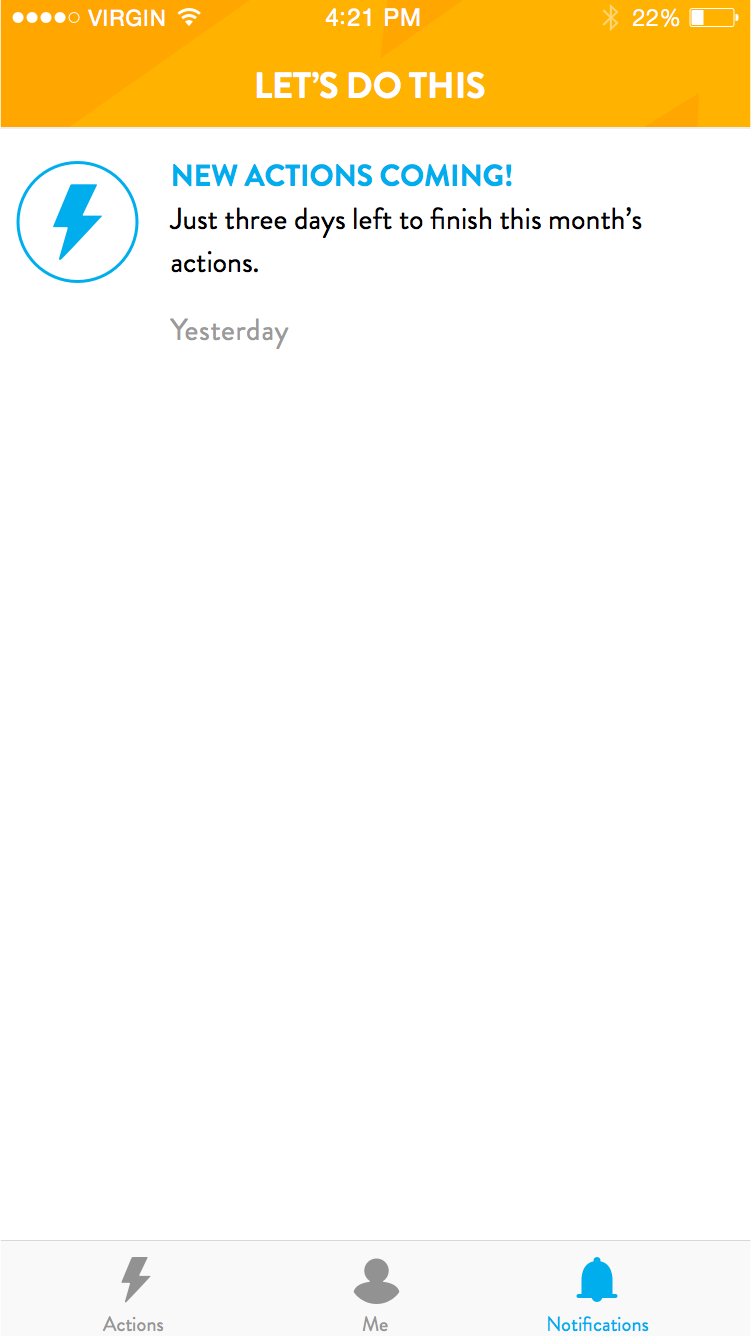 VIRGIN 4:21 PM 22%
LET’S DO THIS
NEW ACTIONS COMING!
Just three days left to finish this month’s
actions.
Yesterday
Actions Me Notifications